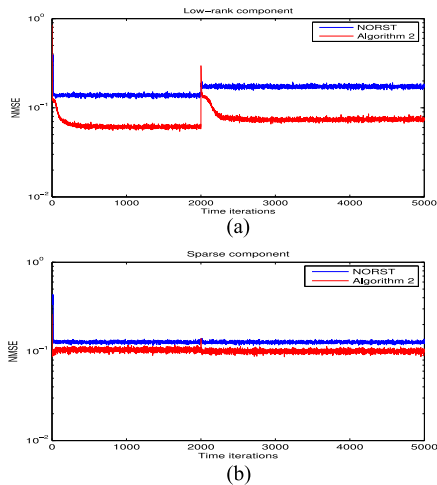 Low-rank component
10^0
NORST
Algorithm 2
NMSE
10^-1
10^-2
0 1000 2000 3000 4000 5000
Time iterations
(a)
Sparse component
10^0
NORST
Algorithm 2
NMSE
10^-1
10^-2
0 1000 2000 3000 4000 5000
Time iterations
(b)